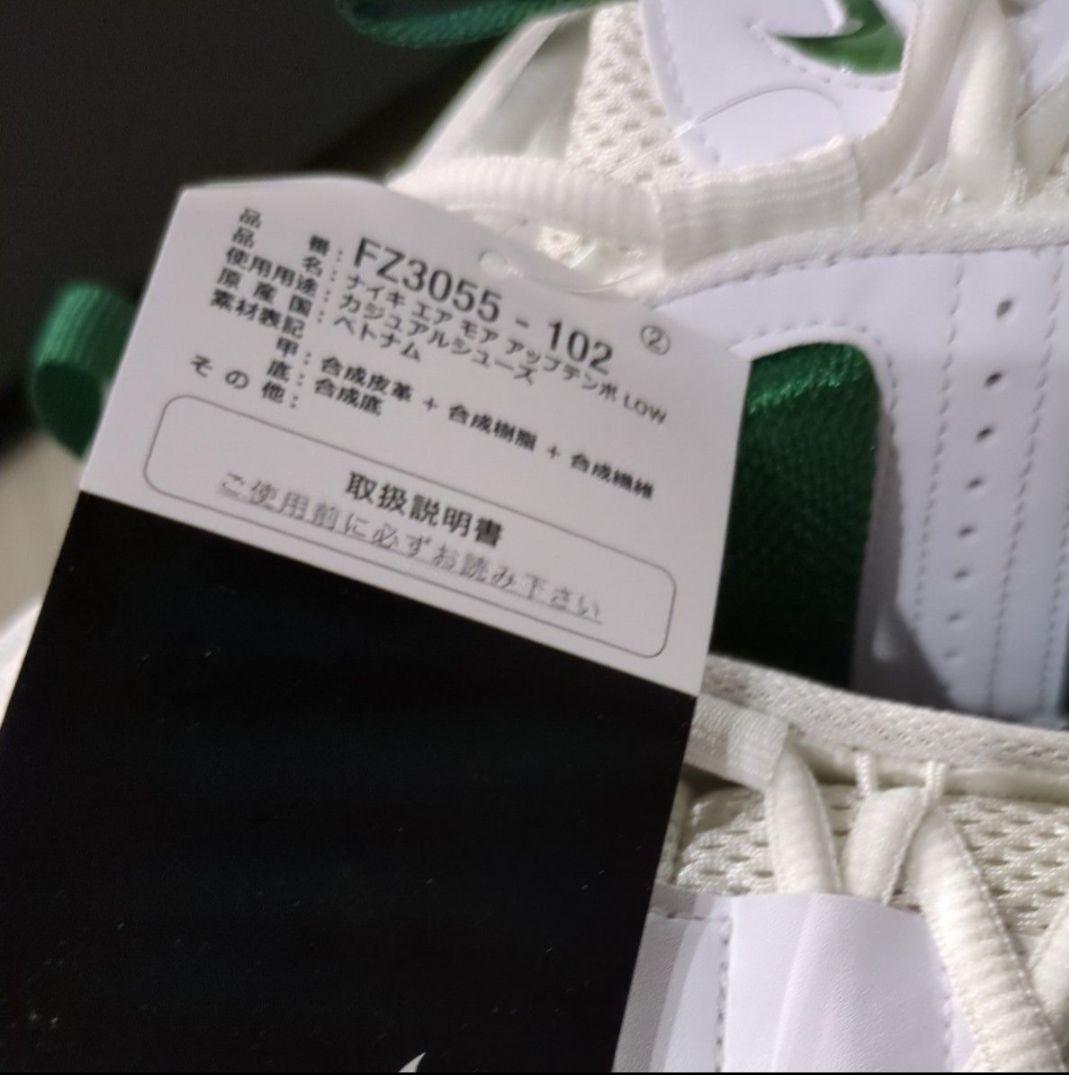 品番:FZ3055-102 ②
品名:ナイキ エア モア アップテンポ LOW
使用用途:カジュアルシューズ
原産国:ベトナム
素材表記
甲:合成皮革+合成樹脂+合成繊維
底:合成底
その他:
取扱説明書
ご使用前に必ずお読み下さい